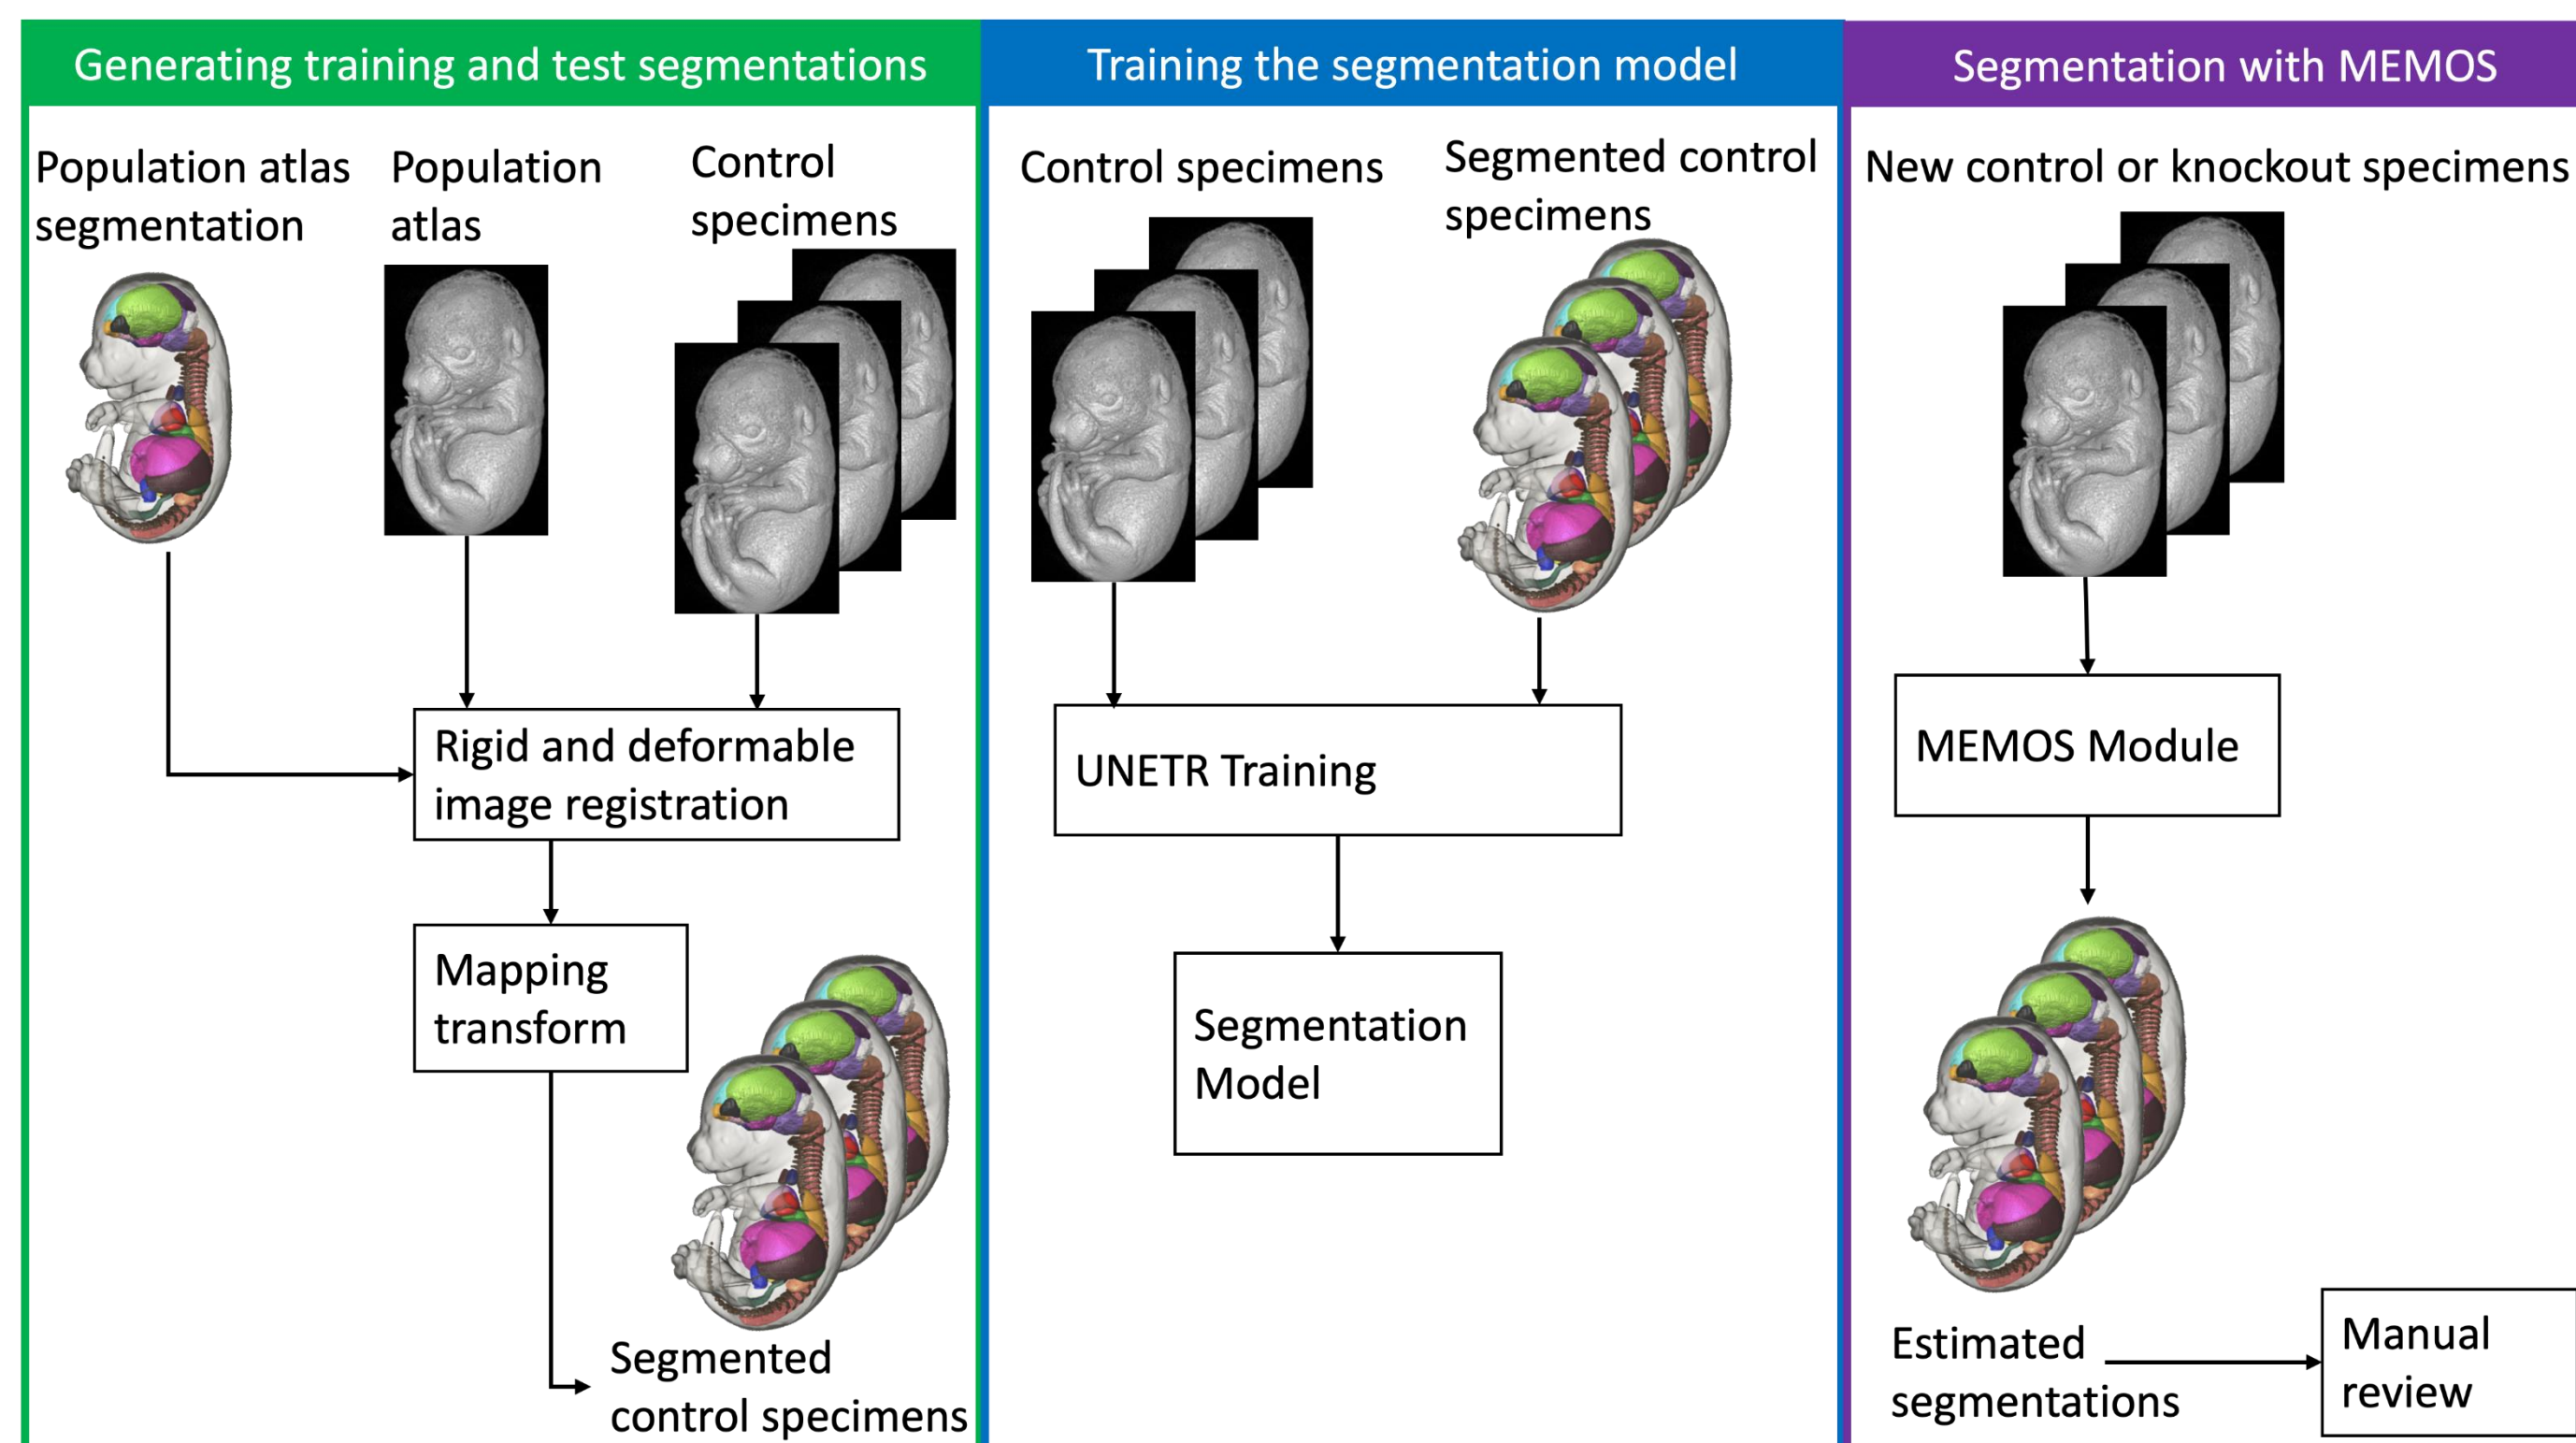 Generating training and test segmentations
Population atlas
segmentation
Population
atlas
Control
specimens
Rigid and deformable
image registration
Mapping
transform
Segmented
control specimens
Training the segmentation model
Control specimens
Segmented control
specimens
UNETR Training
Segmentation
Model
Segmentation with MEMOS
New control or knockout specimens
MEMOS Module
Estimated
segmentations
Manual
review